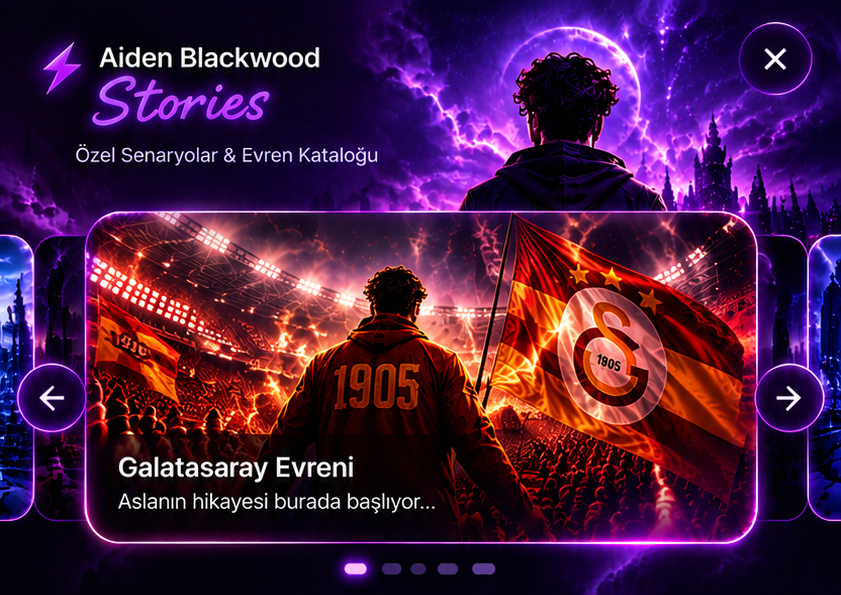 Aiden Blackwood
Stories
Özel Senaryolar & Evren Kataloğu
1905
1905
Galatasaray Evreni
Aslanın hikayesi burada başlıyor...